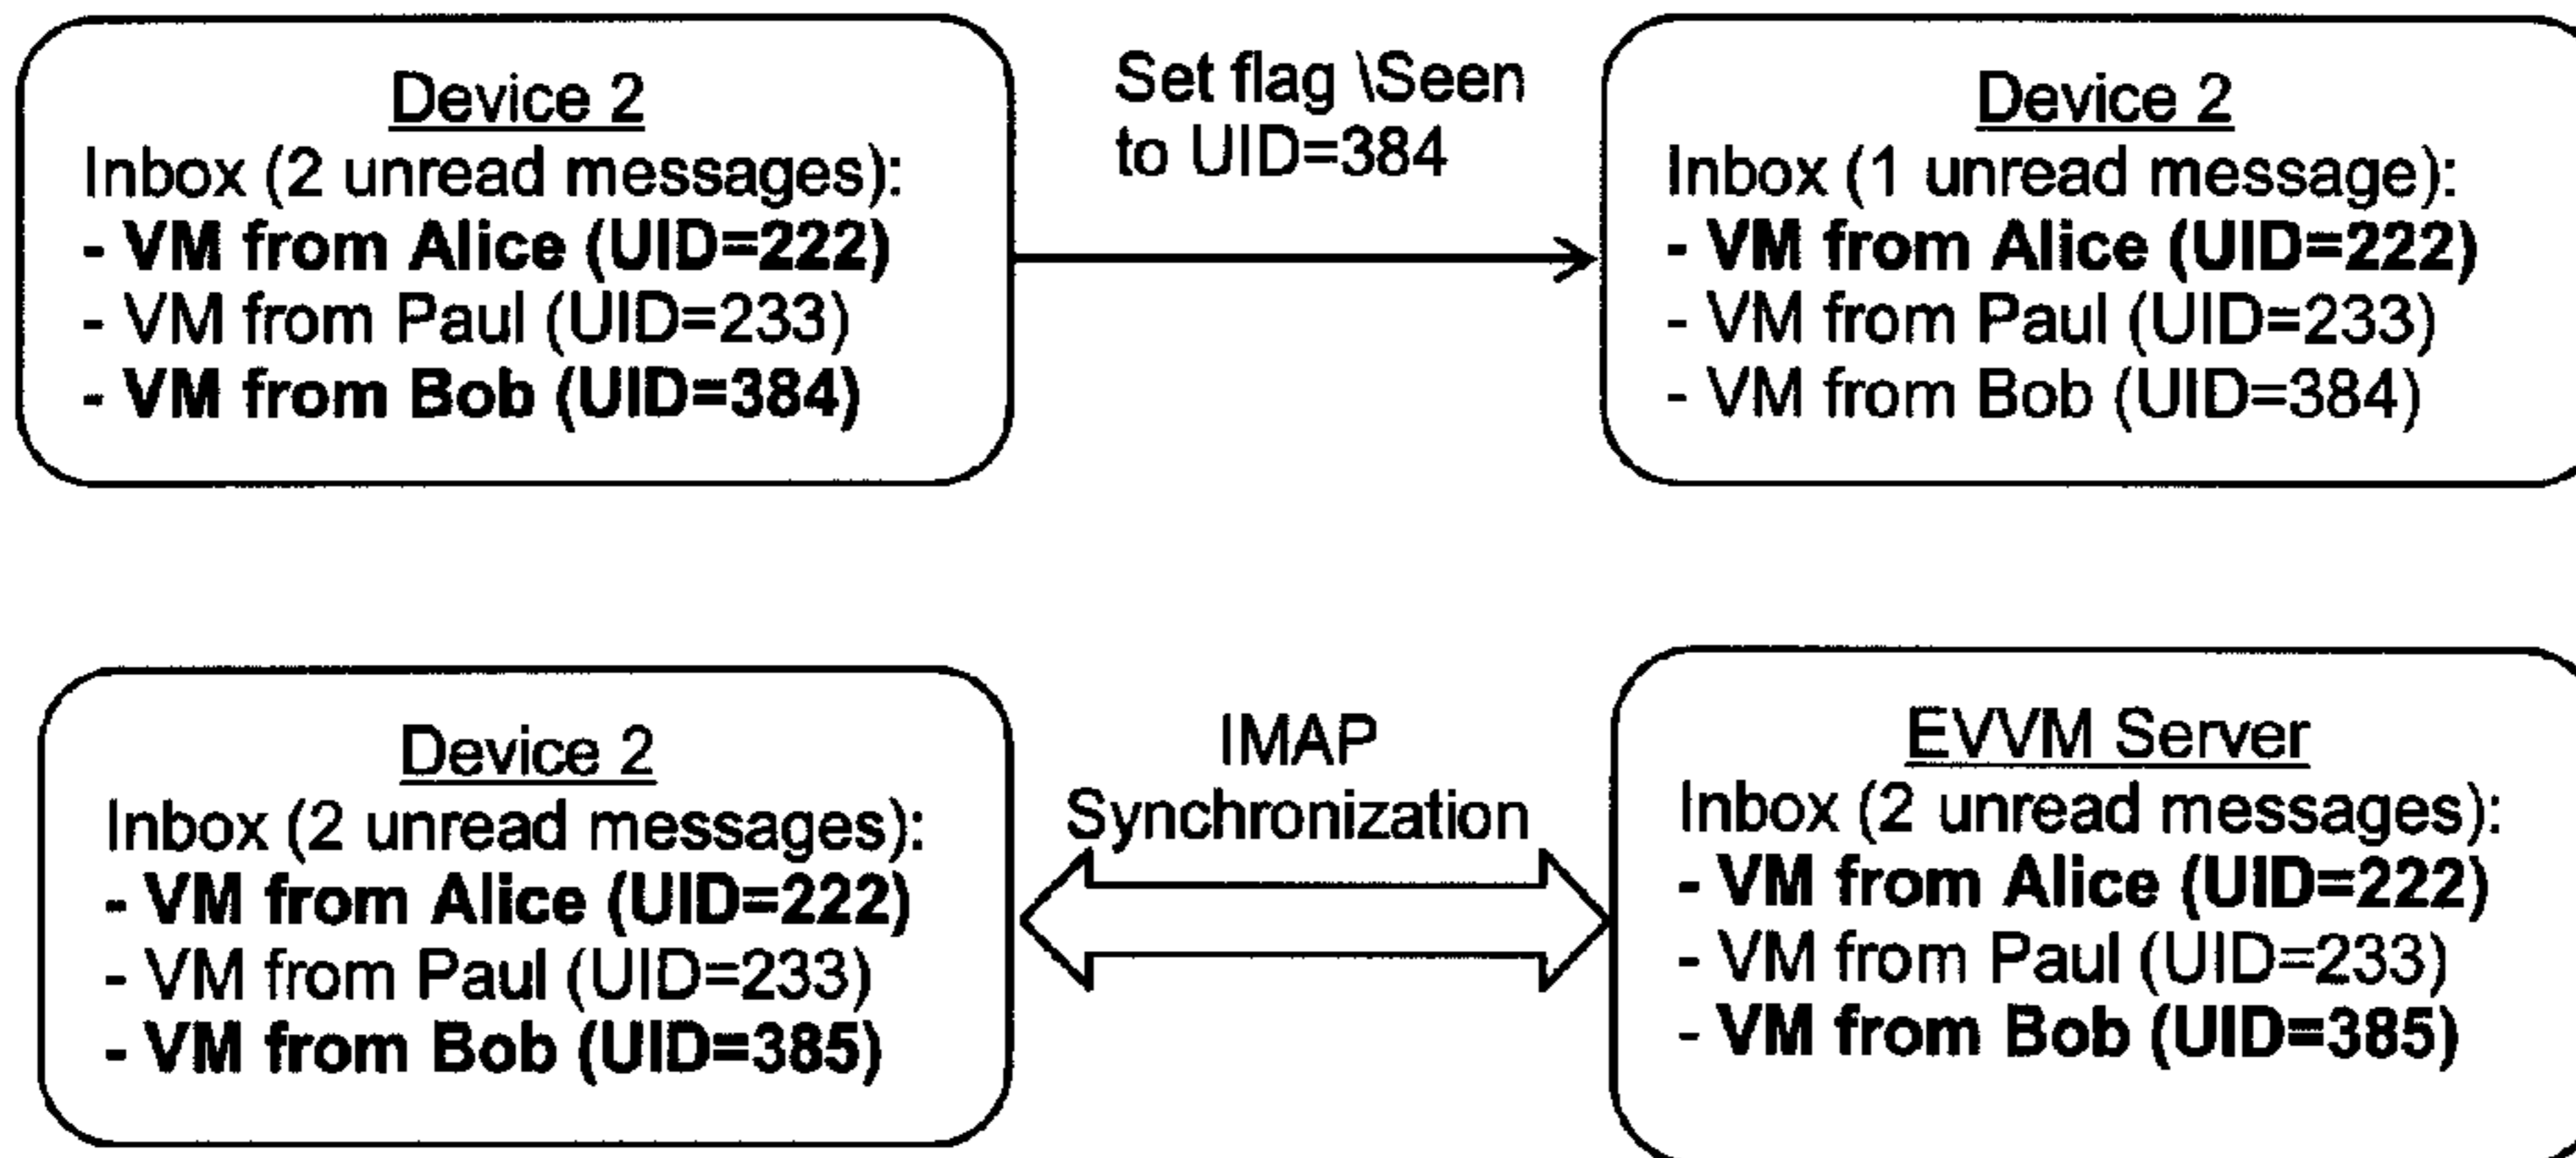 Device 2
Inbox (2 unread messages):
- VM from Alice (UID=222)
- VM from Paul (UID=233)
- VM from Bob (UID=384)
Set flag \Seen
to UID=384
Device 2
Inbox (1 unread message):
- VM from Alice (UID=222)
- VM from Paul (UID=233)
- VM from Bob (UID=384)
Device 2
Inbox (2 unread messages):
- VM from Alice (UID=222)
- VM from Paul (UID=233)
- VM from Bob (UID=385)
IMAP
Synchronization
EVVM Server
Inbox (2 unread messages):
- VM from Alice (UID=222)
- VM from Paul (UID=233)
- VM from Bob (UID=385)